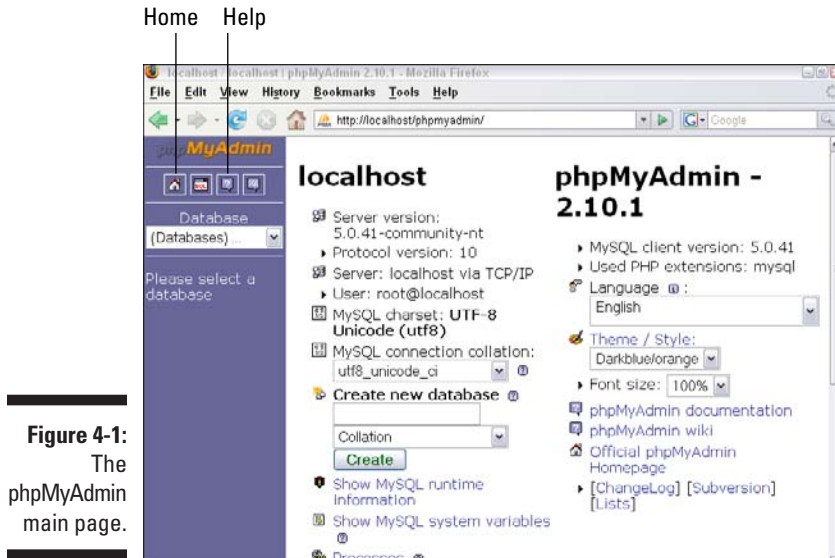 Home Help
localhost / localhost | phpMyAdmin 2.10.1 - Mozilla Firefox
File Edit View History Bookmarks Tools Help
http://localhost/phpmyadmin/
G Google
phpMyAdmin
SQL
Database
(Databases) ...
Please select a
database
localhost
Server version:
5.0.41-community-nt
Protocol version: 10
Server: localhost via TCP/IP
User: root@localhost
MySQL charset: UTF-8
Unicode (utf8)
MySQL connection collation:
utf8_unicode_ci
Create new database
Collation
Create
Show MySQL runtime
information
Show MySQL system variables
Processes
phpMyAdmin -
2.10.1
MySQL client version: 5.0.41
Used PHP extensions: mysql
Language :
English
Theme / Style:
Darkblue/orange
Font size: 100%
phpMyAdmin documentation
phpMyAdmin wiki
Official phpMyAdmin
Homepage
[ChangeLog] [Subversion]
[Lists]
Figure 4-1:
The
phpMyAdmin
main page.